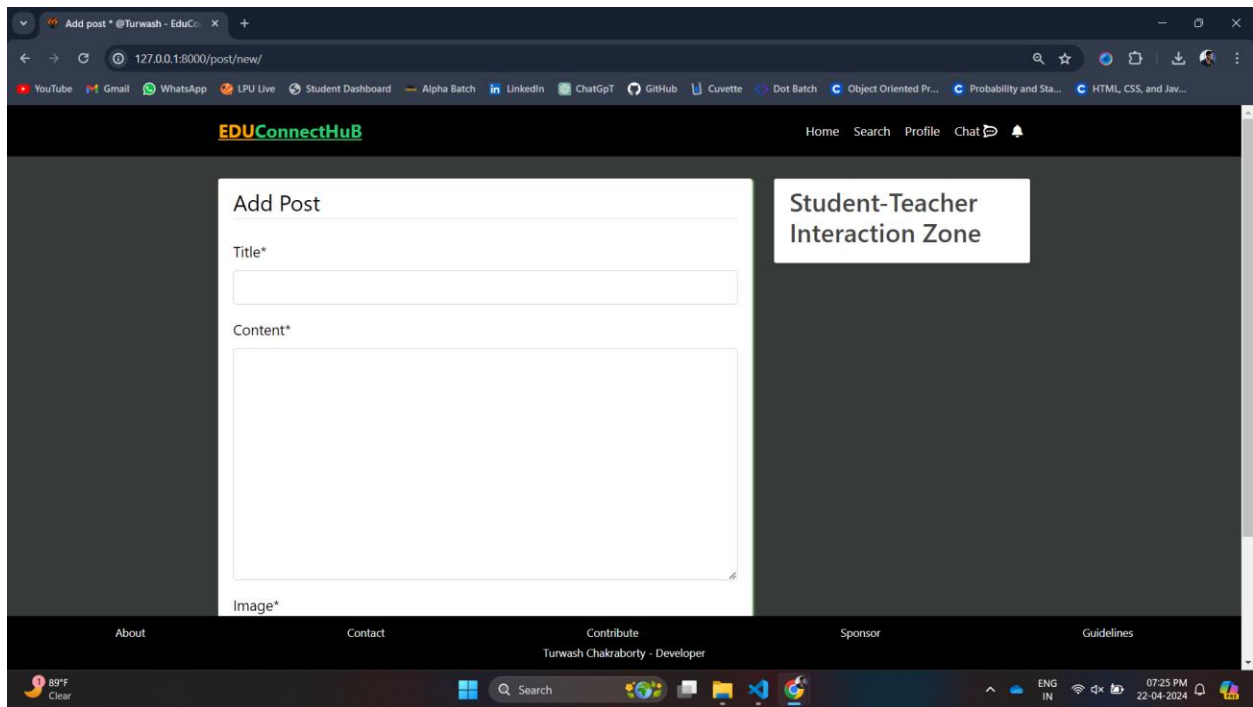 Add post * @Turwash - EduCo
127.0.0.1:8000/post/new/
YouTube Gmail WhatsApp LPU Live Student Dashboard Alpha Batch LinkedIn ChatGpT GitHub Cuvette Dot Batch Object Oriented Pr... Probability and Sta... HTML, CSS, and Jav...
EDUConnectHuB
Home Search Profile Chat
Add Post
Title*
Content*
Image*
Student-Teacher
Interaction Zone
About Contact Contribute Sponsor Guidelines
Turwash Chakraborty - Developer
1 89°F
Clear
Search
ENG
IN
07:25 PM
22-04-2024